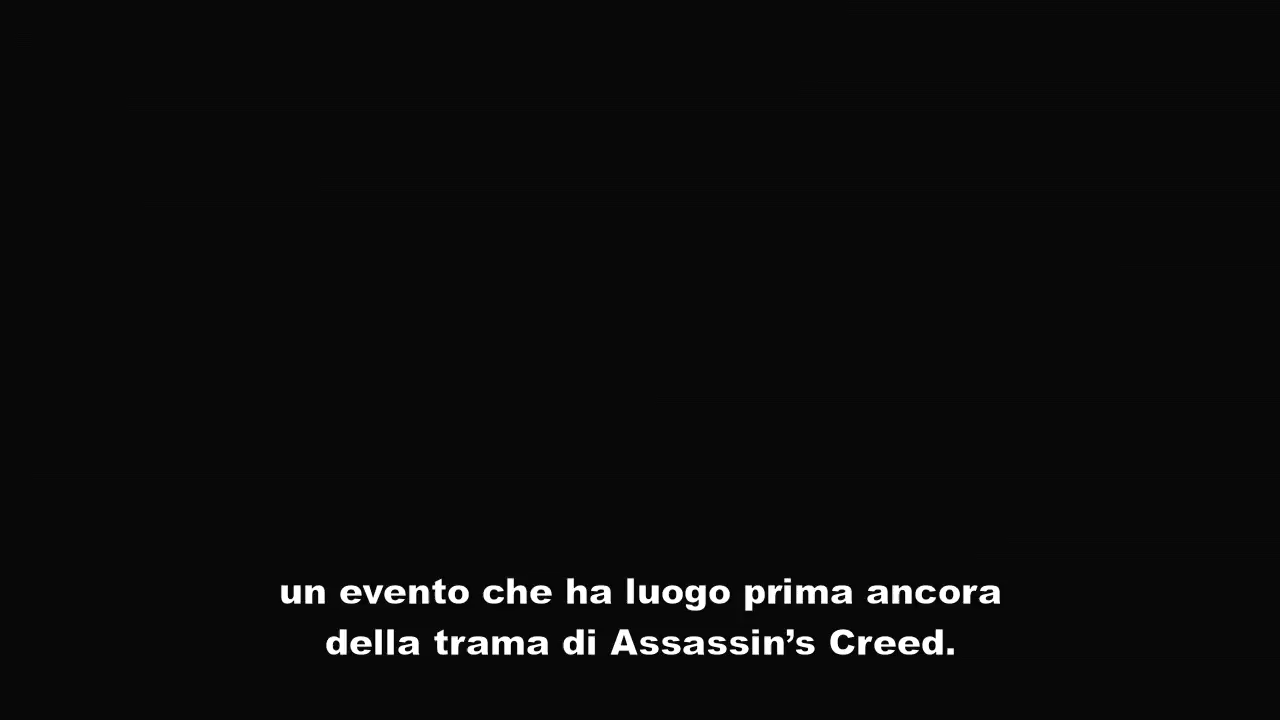 un evento che ha luogo prima ancora
della trama di Assassin’s Creed.